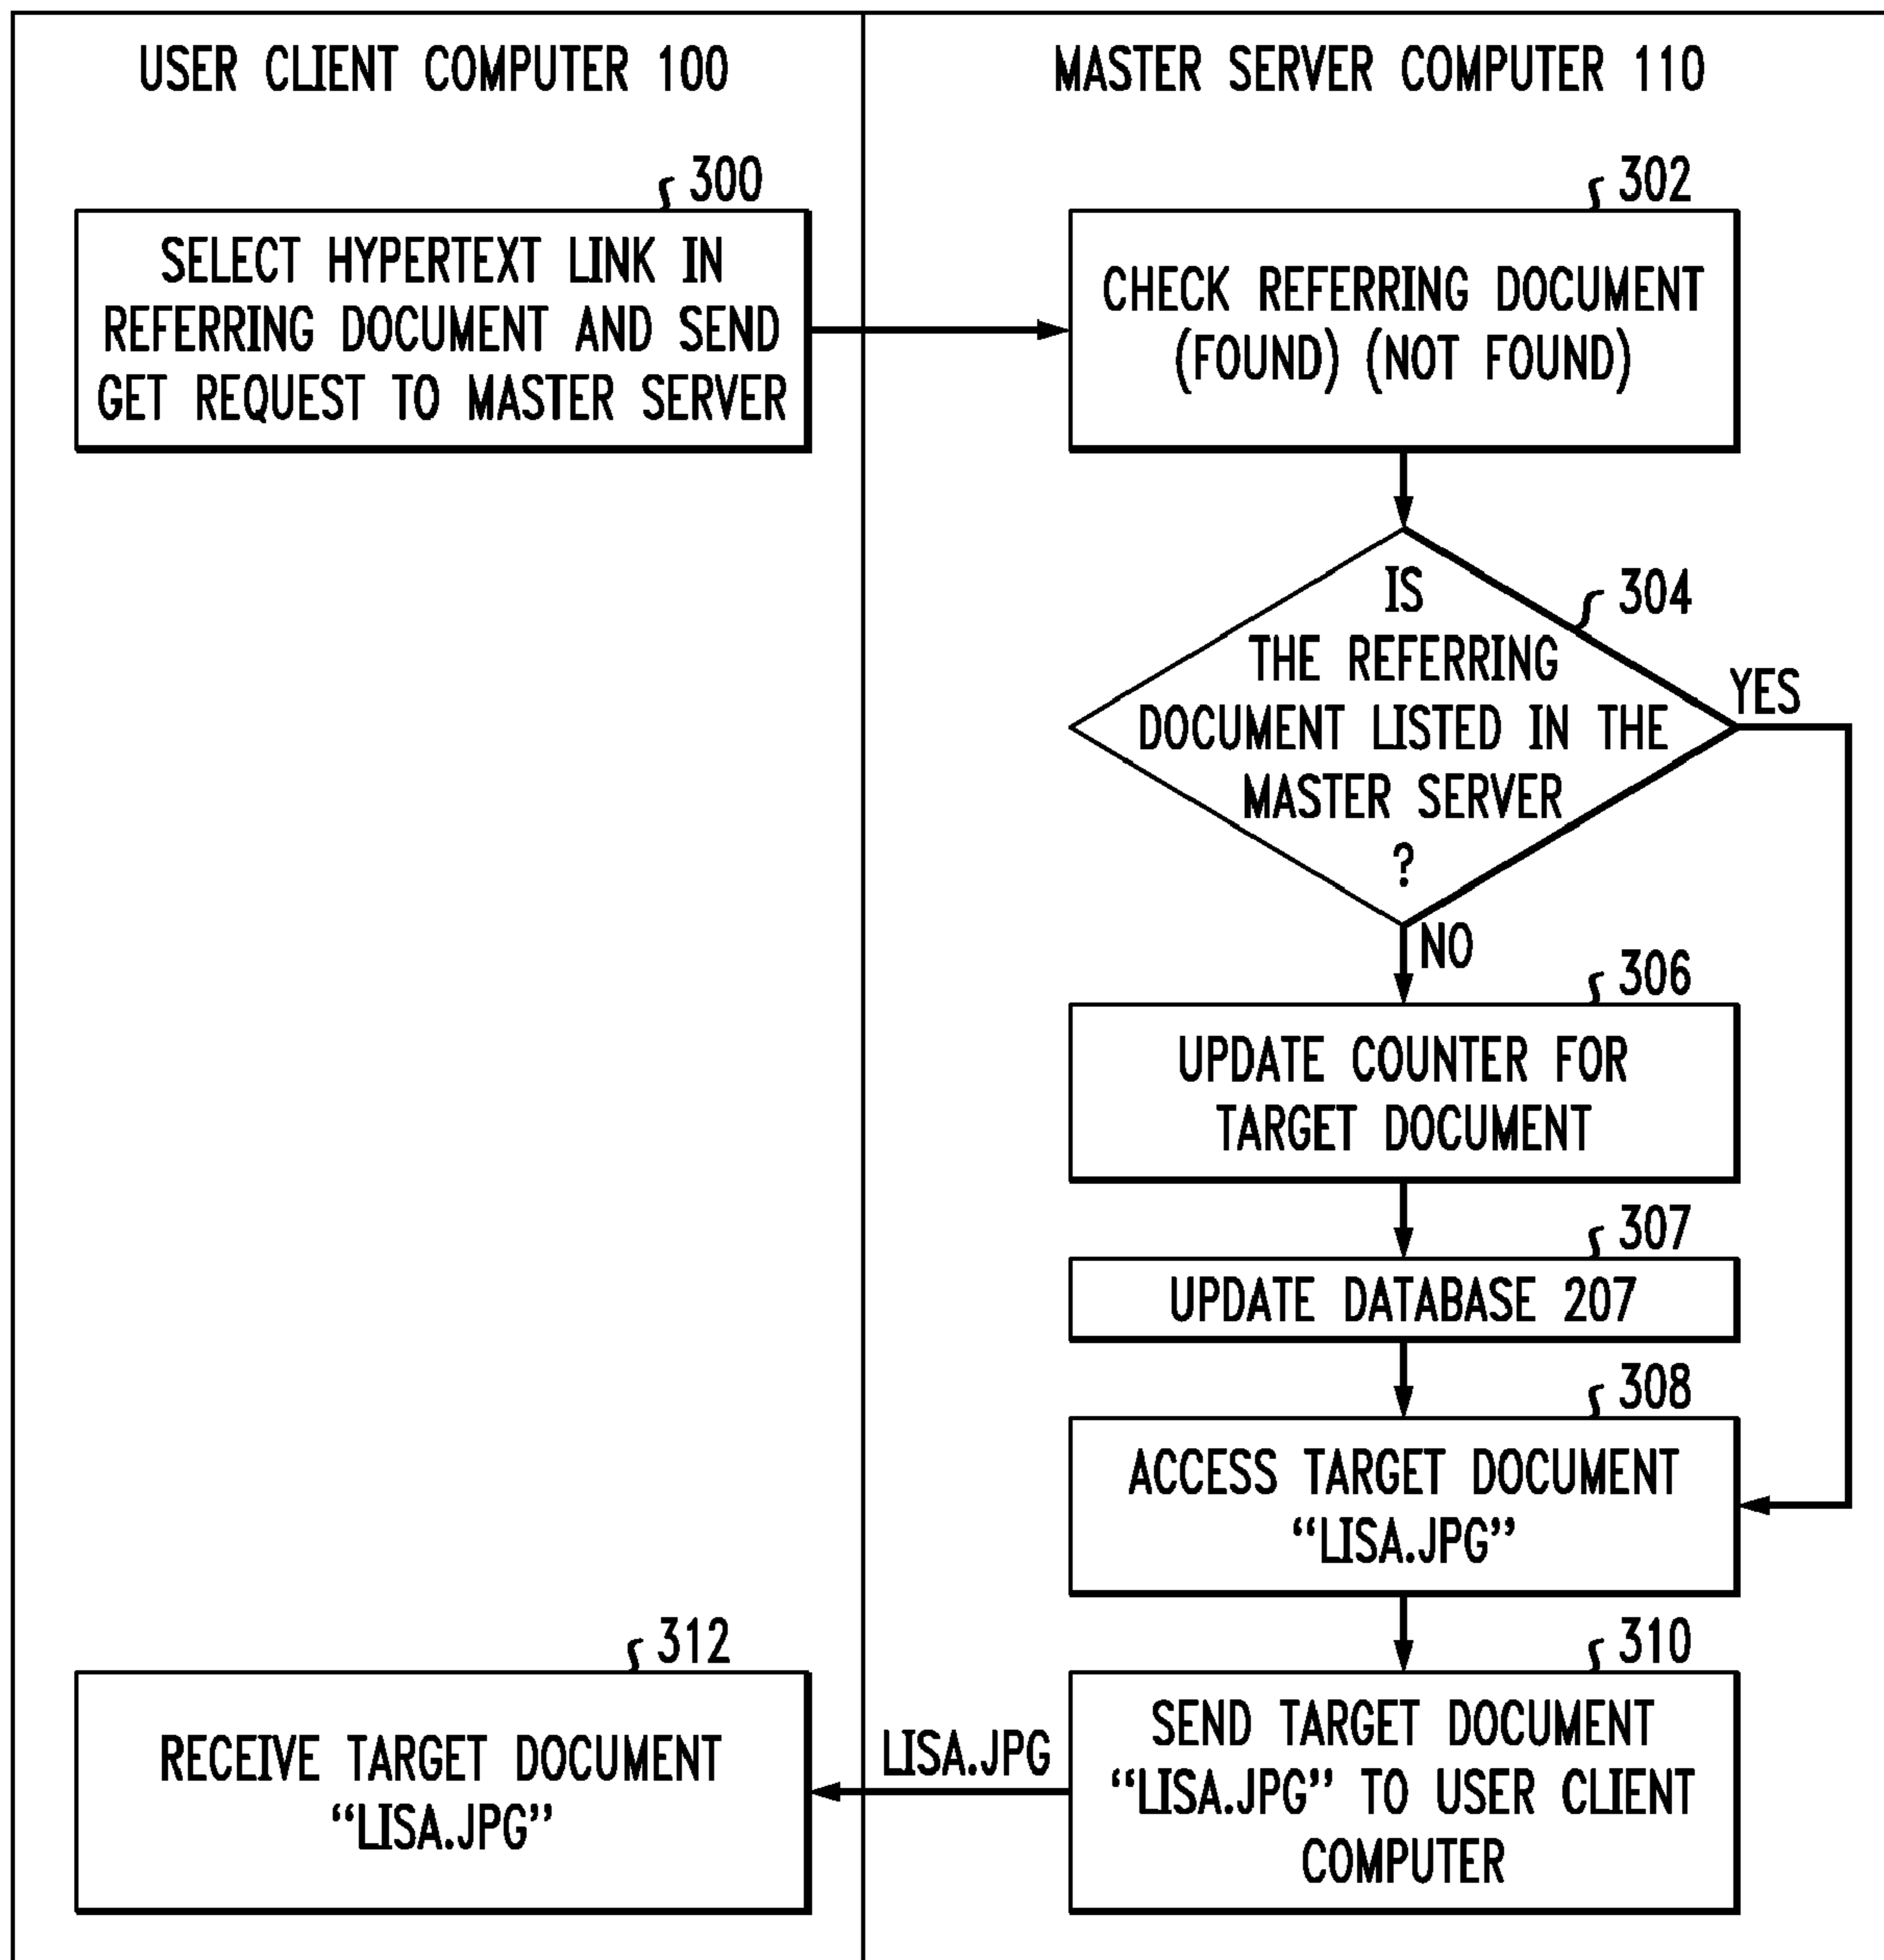 USER CLIENT COMPUTER 100
MASTER SERVER COMPUTER 110
300
SELECT HYPERTEXT LINK IN
REFERRING DOCUMENT AND SEND
GET REQUEST TO MASTER SERVER
302
CHECK REFERRING DOCUMENT
(FOUND) (NOT FOUND)
304
IS
THE REFERRING
DOCUMENT LISTED IN THE
MASTER SERVER
?
YES
NO
306
UPDATE COUNTER FOR
TARGET DOCUMENT
307
UPDATE DATABASE 207
308
ACCESS TARGET DOCUMENT
“LISA.JPG”
310
SEND TARGET DOCUMENT
“LISA.JPG” TO USER CLIENT
COMPUTER
LISA.JPG
312
RECEIVE TARGET DOCUMENT
“LISA.JPG”